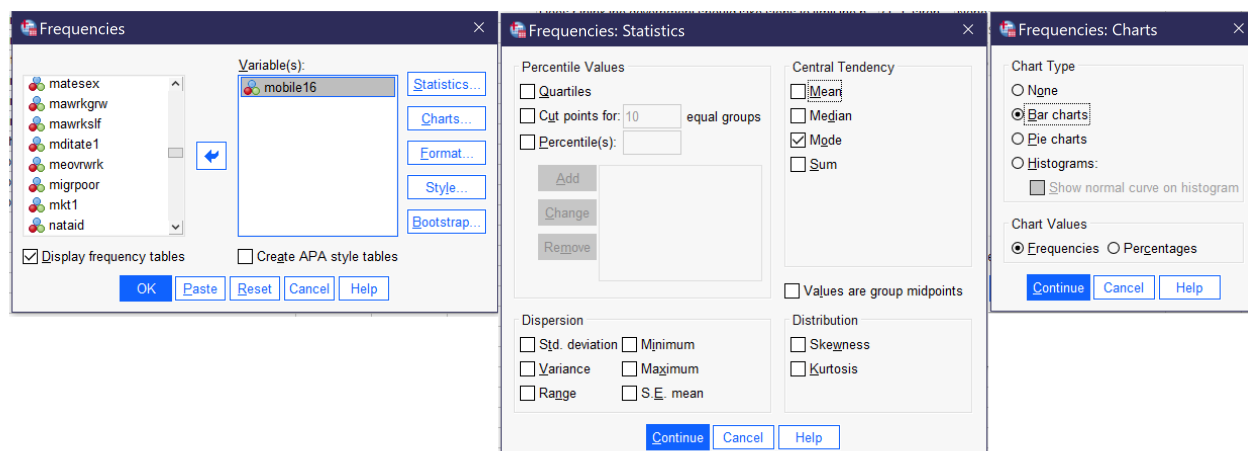 Frequencies
Variable(s):
matesex
mawrkgrw
mawrkslf
mditate1
meovrwrk
migrpoor
mkt1
nataid
mobile16
Statistics...
Charts...
Format...
Style...
Bootstrap...
Display frequency tables
Create APA style tables
OK
Paste
Reset
Cancel
Help
Frequencies: Statistics
Percentile Values
Quartiles
Cut points for: 10 equal groups
Percentile(s):
Add
Change
Remove
Central Tendency
Mean
Median
Mode
Sum
Values are group midpoints
Dispersion
Std. deviation
Minimum
Variance
Maximum
Range
S.E. mean
Distribution
Skewness
Kurtosis
Continue
Cancel
Help
Frequencies: Charts
Chart Type
None
Bar charts
Pie charts
Histograms:
Show normal curve on histogram
Chart Values
Frequencies
Percentages
Continue
Cancel
Help